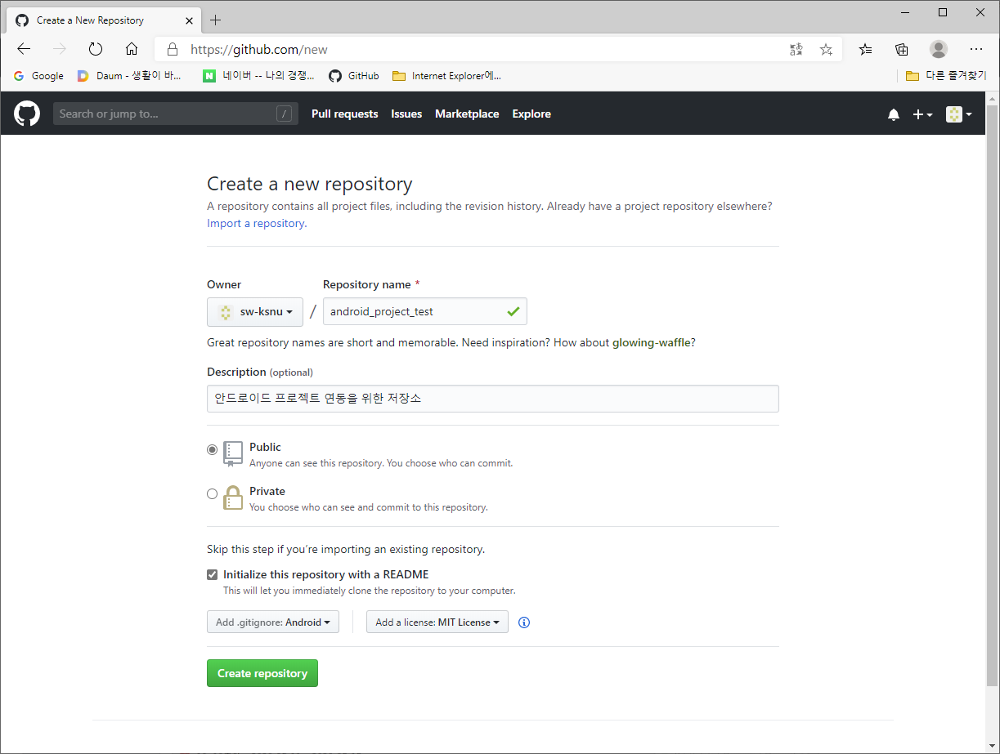 Create a New Repository
https://github.com/new
Google
Daum - 생활이 바...
네이버 -- 나의 경쟁...
GitHub
Internet Explorer에...
다른 즐겨찾기
Search or jump to...
/
Pull requests
Issues
Marketplace
Explore
Create a new repository
A repository contains all project files, including the revision history. Already have a project repository elsewhere?
Import a repository.
Owner
Repository name *
sw-ksnu
/
android_project_test
Great repository names are short and memorable. Need inspiration? How about glowing-waffle?
Description (optional)
안드로이드 프로젝트 연동을 위한 저장소
Public
Anyone can see this repository. You choose who can commit.
Private
You choose who can see and commit to this repository.
Skip this step if you're importing an existing repository.
Initialize this repository with a README
This will let you immediately clone the repository to your computer.
Add .gitignore: Android
Add a license: MIT License
Create repository